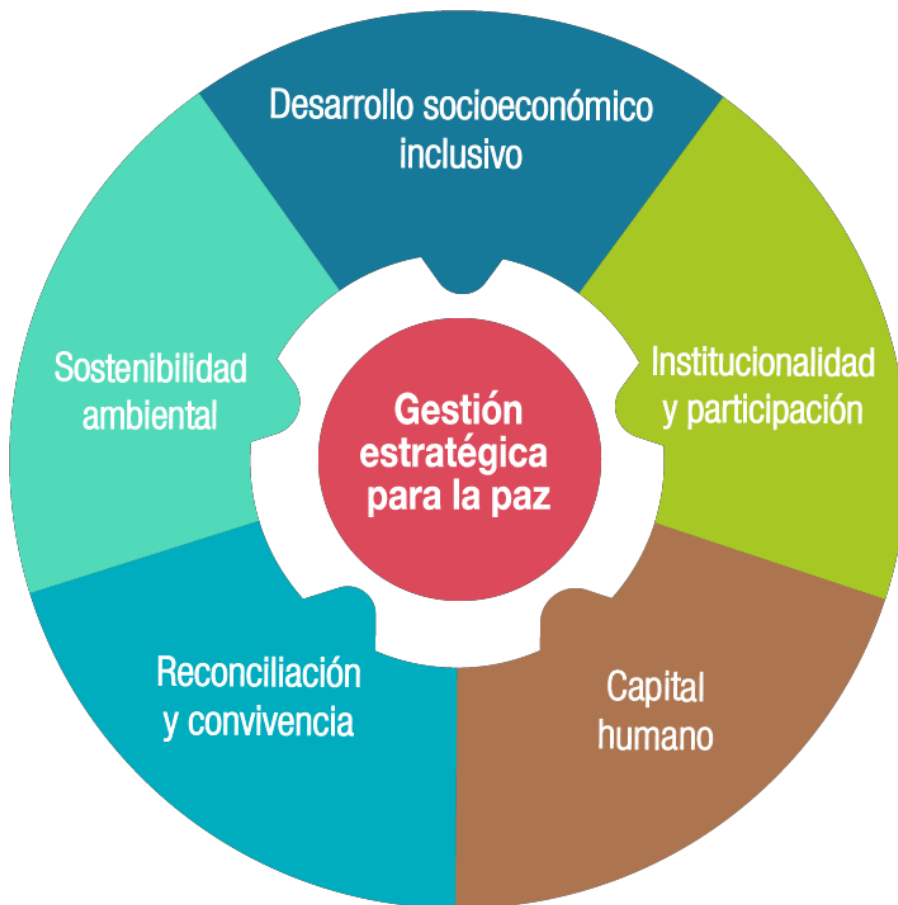 Desarrollo socioeconómico
inclusivo
Institucionalidad
y participación
Capital
humano
Reconciliación
y convivencia
Sostenibilidad
ambiental
Gestión
estratégica
para la paz